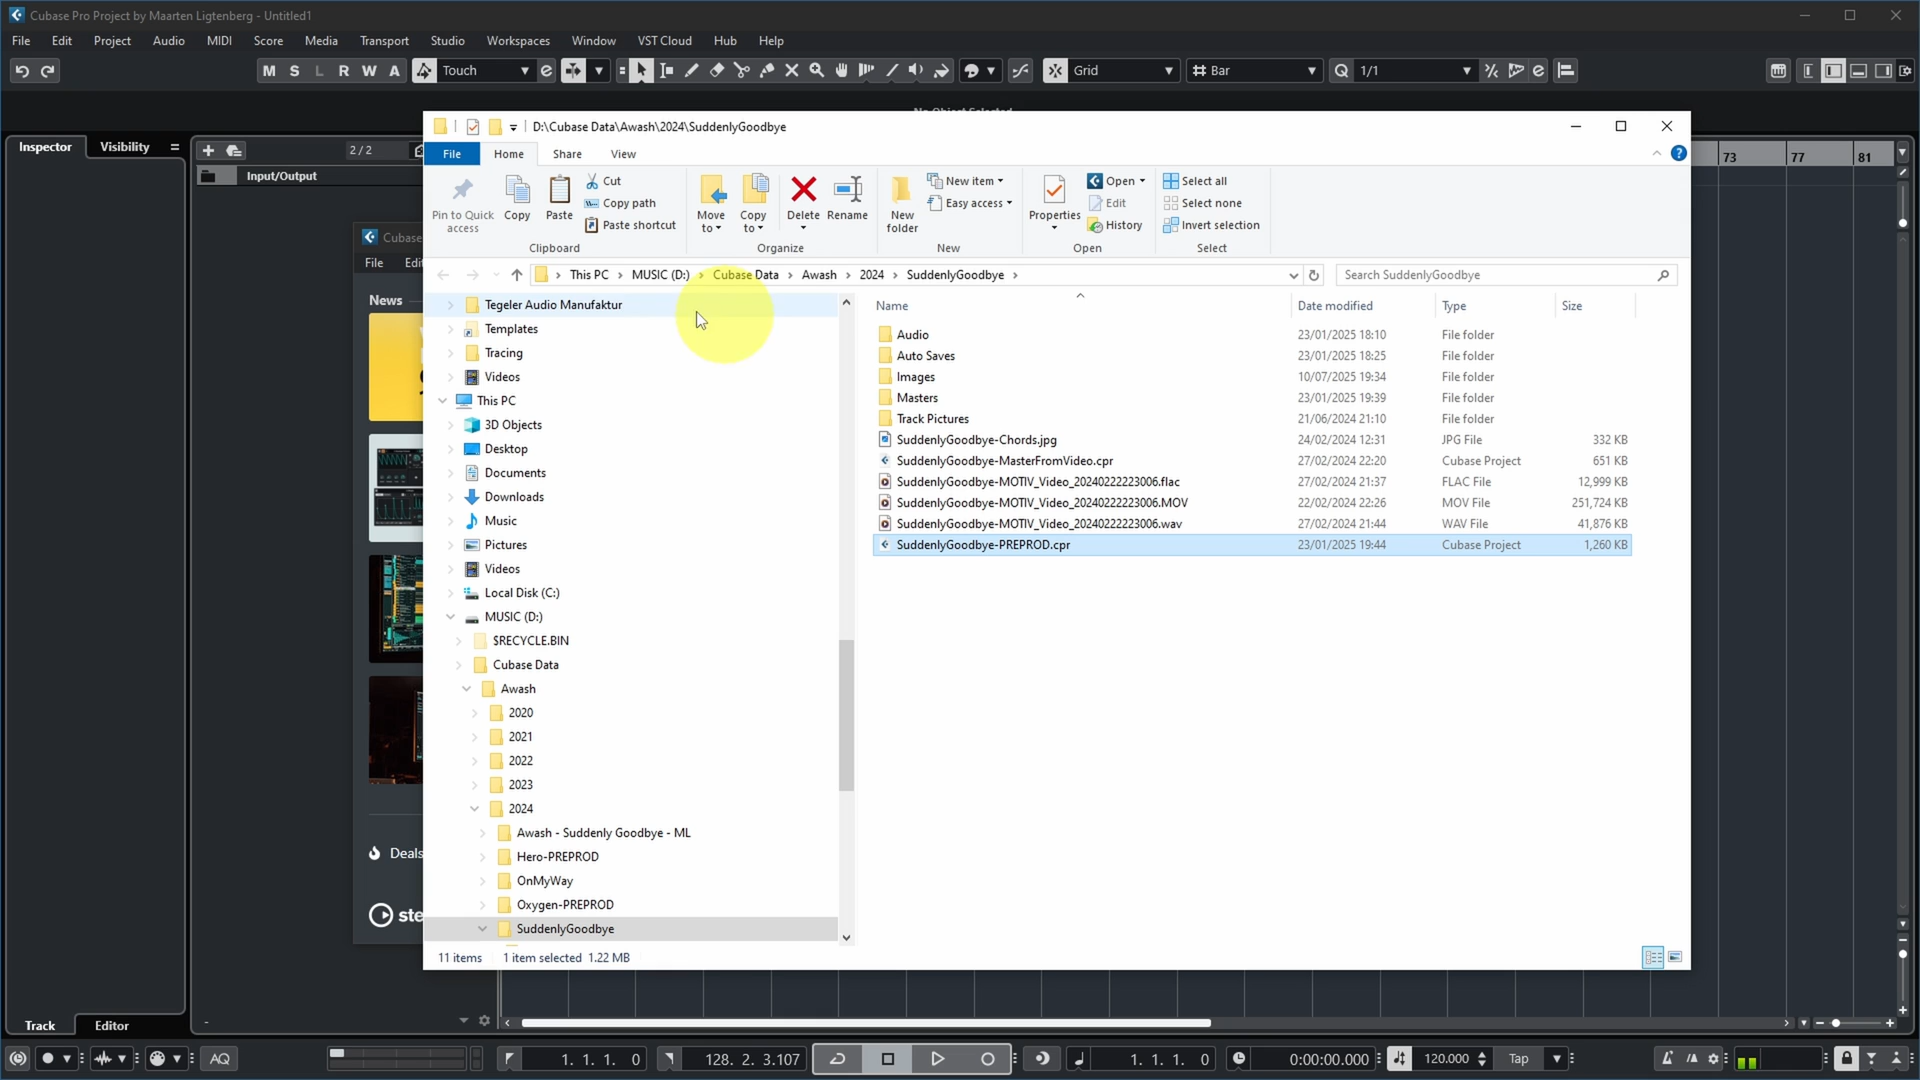 Cubase Pro Project by Maarten Ligtenberg - Untitled1
File Edit Project Audio MIDI Score Media Transport Studio Workspaces Window VST Cloud Hub Help
M S L R W A Touch e Grid Bar Q 1/1 e
Inspector Visibility
2 / 2
Input/Output
73 77 81
Cubase
File
News
Deals
D:\Cubase Data\Awash\2024\SuddenlyGoodbye
File Home Share View
Pin to Quick access
Copy
Paste
Cut
Copy path
Paste shortcut
Clipboard
Move to
Copy to
Delete
Rename
Organize
New folder
New item
Easy access
New
Properties
Open
Edit
History
Open
Select all
Select none
Invert selection
Select
This PC MUSIC (D:) Cubase Data Awash 2024 SuddenlyGoodbye
Search SuddenlyGoodbye
Tegeler Audio Manufaktur
Templates
Tracing
Videos
This PC
3D Objects
Desktop
Documents
Downloads
Music
Pictures
Videos
Local Disk (C:)
MUSIC (D:)
$RECYCLE.BIN
Cubase Data
Awash
2020
2021
2022
2023
2024
Awash - Suddenly Goodbye - ML
Hero-PREPROD
OnMyWay
Oxygen-PREPROD
SuddenlyGoodbye
Name Date modified Type Size
Audio 23/01/2025 18:10 File folder
Auto Saves 23/01/2025 18:25 File folder
Images 10/07/2025 19:34 File folder
Masters 23/01/2025 19:39 File folder
Track Pictures 21/06/2024 21:10 File folder
SuddenlyGoodbye-Chords.jpg 24/02/2024 12:31 JPG File 332 KB
SuddenlyGoodbye-MasterFromVideo.cpr 27/02/2024 22:20 Cubase Project 651 KB
SuddenlyGoodbye-MOTIV_Video_20240222223006.flac 27/02/2024 21:37 FLAC File 12,999 KB
SuddenlyGoodbye-MOTIV_Video_20240222223006.MOV 22/02/2024 22:26 MOV File 251,724 KB
SuddenlyGoodbye-MOTIV_Video_20240222223006.wav 27/02/2024 21:44 WAV File 41,876 KB
SuddenlyGoodbye-PREPROD.cpr 23/01/2025 19:44 Cubase Project 1,260 KB
11 items 1 item selected 1.22 MB
Track Editor
AQ 1. 1. 1. 0 128. 2. 3.107 1. 1. 1. 0 0:00:00.000 120.000 Tap